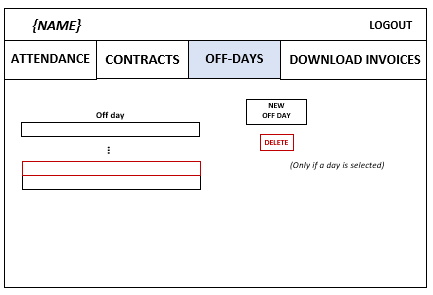 {NAME}
LOGOUT
ATTENDANCE
CONTRACTS
OFF-DAYS
DOWNLOAD INVOICES
Off day
⋮
NEW
OFF DAY
DELETE
(Only if a day is selected)